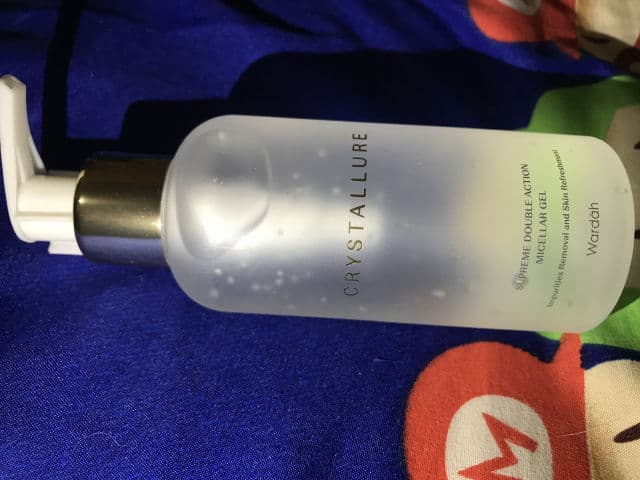 CRYSTALLURE
SUPREME DOUBLE ACTION
MICELLAR GEL
Impurities Removal and Skin Refreshment
Wardah
M